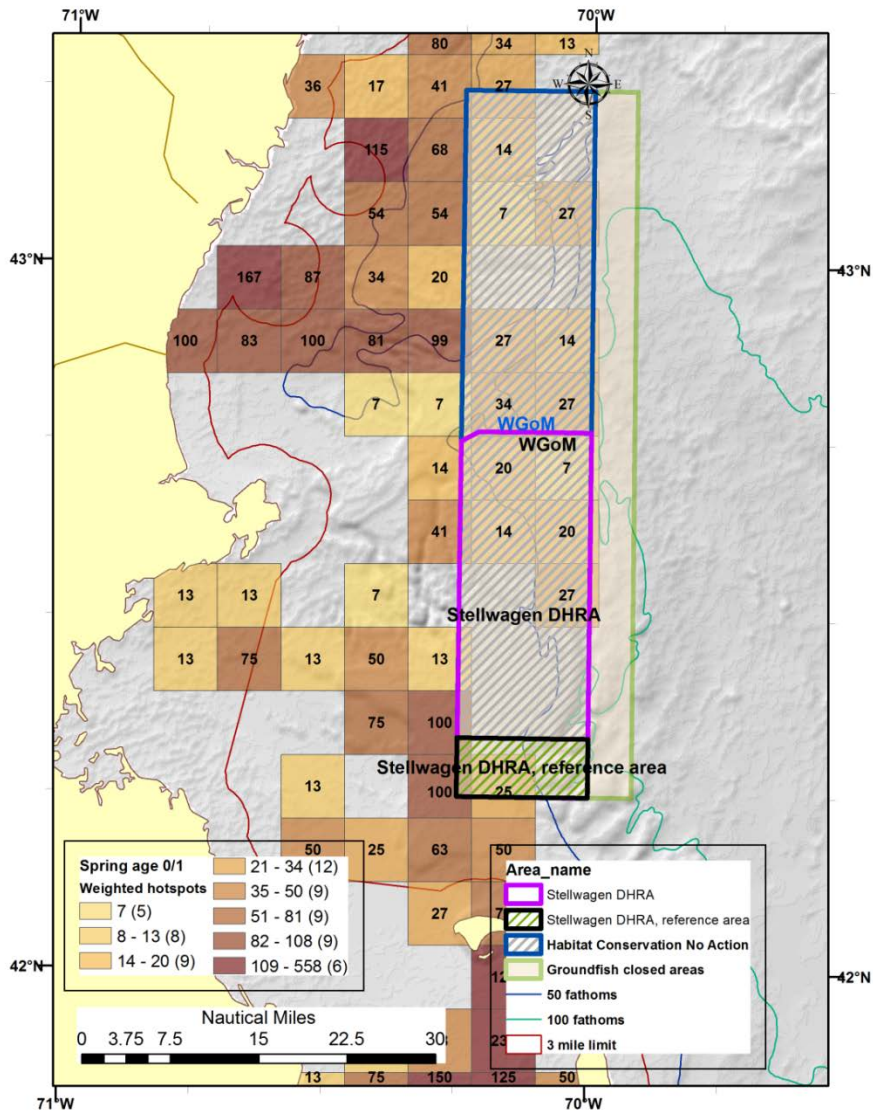 71°W 70°W
80 34 13
N
W E
S
36 17 41 27
115 68 14
54 54 7 27
43°N 43°N
167 87 34 20
100 83 100 81 99 27 14
7 7 34 27
WGoM
WGoM
14 20 7
41 14 20
13 13 7 27
Stellwagen DHRA
13 75 13 50 13
75 100
Stellwagen DHRA, reference area
13 100 25
50 25 63 50
27
42°N 42°N
13 75 150 125 50
71°W 70°W
Spring age 0/1
Weighted hotspots
7 (5)
8 - 13 (8)
14 - 20 (9)
21 - 34 (12)
35 - 50 (9)
51 - 81 (9)
82 - 108 (9)
109 - 558 (6)
Nautical Miles
0 3.75 7.5 15 22.5 30
Area_name
Stellwagen DHRA
Stellwagen DHRA, reference area
Habitat Conservation No Action
Groundfish closed areas
50 fathoms
100 fathoms
3 mile limit